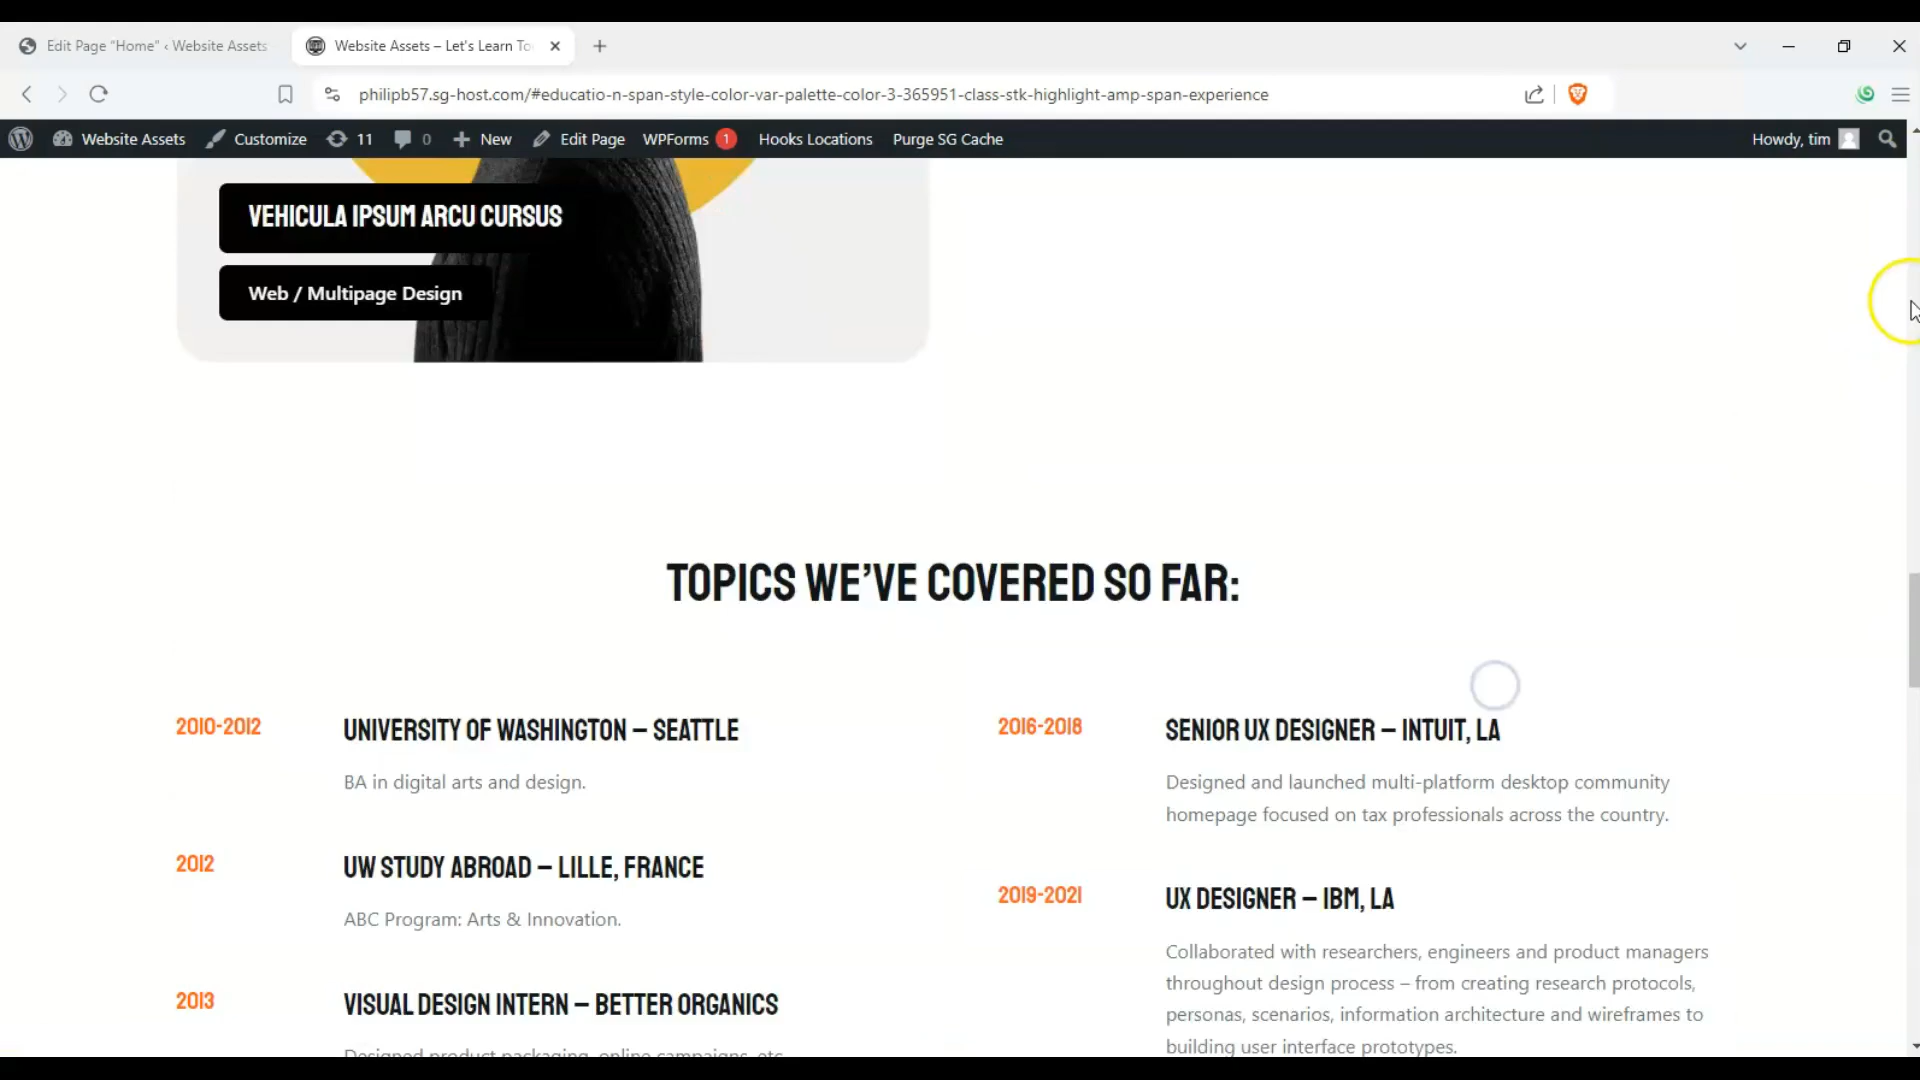 Edit Page "Home" ‹ Website Assets
Website Assets – Let's Learn To
philipb57.sg-host.com/#educatio-n-span-style-color-var-palette-color-3-365951-class-stk-highlight-amp-span-experience
Website Assets Customize 11 0 New Edit Page WPForms 1 Hooks Locations Purge SG Cache Howdy, tim
VEHICULA IPSUM ARCU CURSUS
Web / Multipage Design
TOPICS WE’VE COVERED SO FAR:
2010-2012 UNIVERSITY OF WASHINGTON – SEATTLE
BA in digital arts and design.
2012 UW STUDY ABROAD – LILLE, FRANCE
ABC Program: Arts & Innovation.
2013 VISUAL DESIGN INTERN – BETTER ORGANICS
Designed product packaging, online campaigns, etc.
2016-2018 SENIOR UX DESIGNER – INTUIT, LA
Designed and launched multi-platform desktop community
homepage focused on tax professionals across the country.
2019-2021 UX DESIGNER – IBM, LA
Collaborated with researchers, engineers and product managers
throughout design process – from creating research protocols,
personas, scenarios, information architecture and wireframes to
building user interface prototypes.